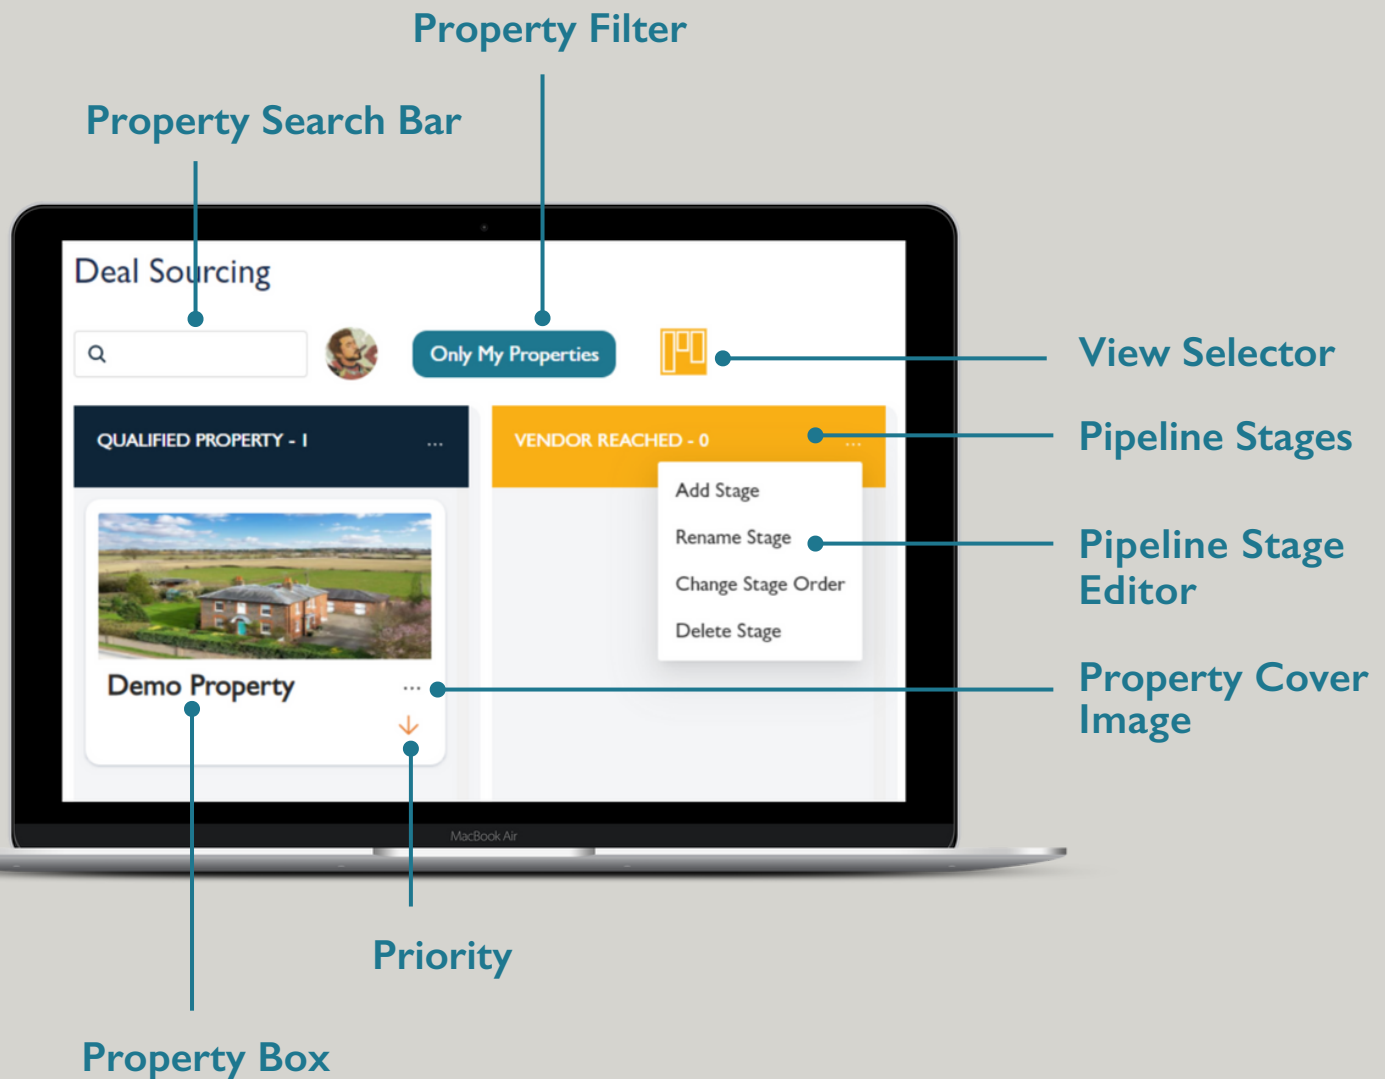 Property Filter
Property Search Bar
Deal Sourcing
Only My Properties
View Selector
QUALIFIED PROPERTY - 1
...
VENDOR REACHED - 0
...
Pipeline Stages
Add Stage
Rename Stage
Change Stage Order
Delete Stage
Pipeline Stage
Editor
Demo Property
...
Property Cover
Image
MacBook Air
Priority
Property Box